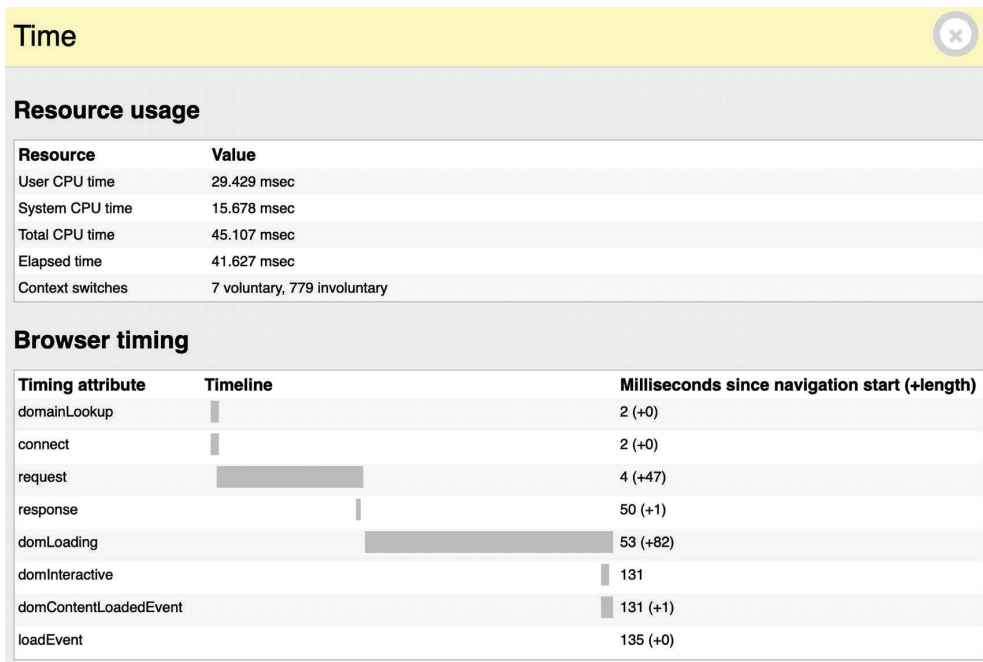 Time
Resource usage
Resource Value
User CPU time 29.429 msec
System CPU time 15.678 msec
Total CPU time 45.107 msec
Elapsed time 41.627 msec
Context switches 7 voluntary, 779 involuntary
Browser timing
Timing attribute Timeline Milliseconds since navigation start (+length)
domainLookup 2 (+0)
connect 2 (+0)
request 4 (+47)
response 50 (+1)
domLoading 53 (+82)
domInteractive 131
domContentLoadedEvent 131 (+1)
loadEvent 135 (+0)